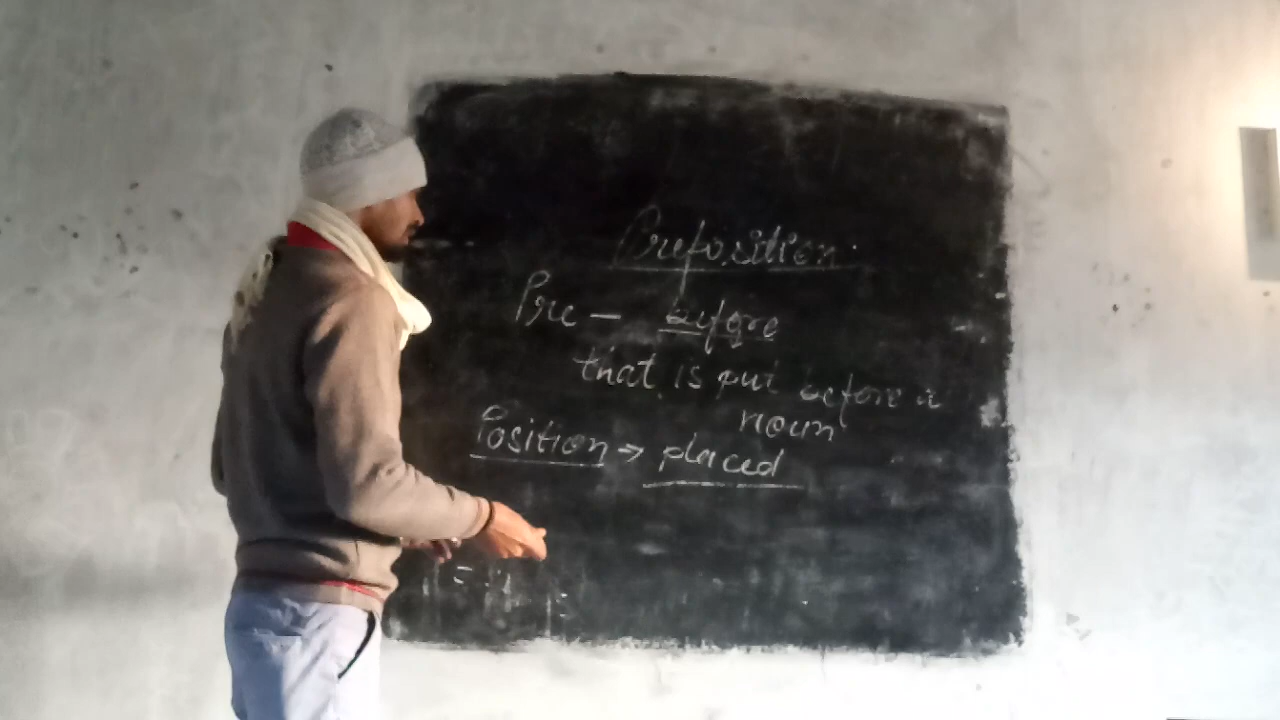 Preposition
Pre - before
that is put before a
noun
Position → placed